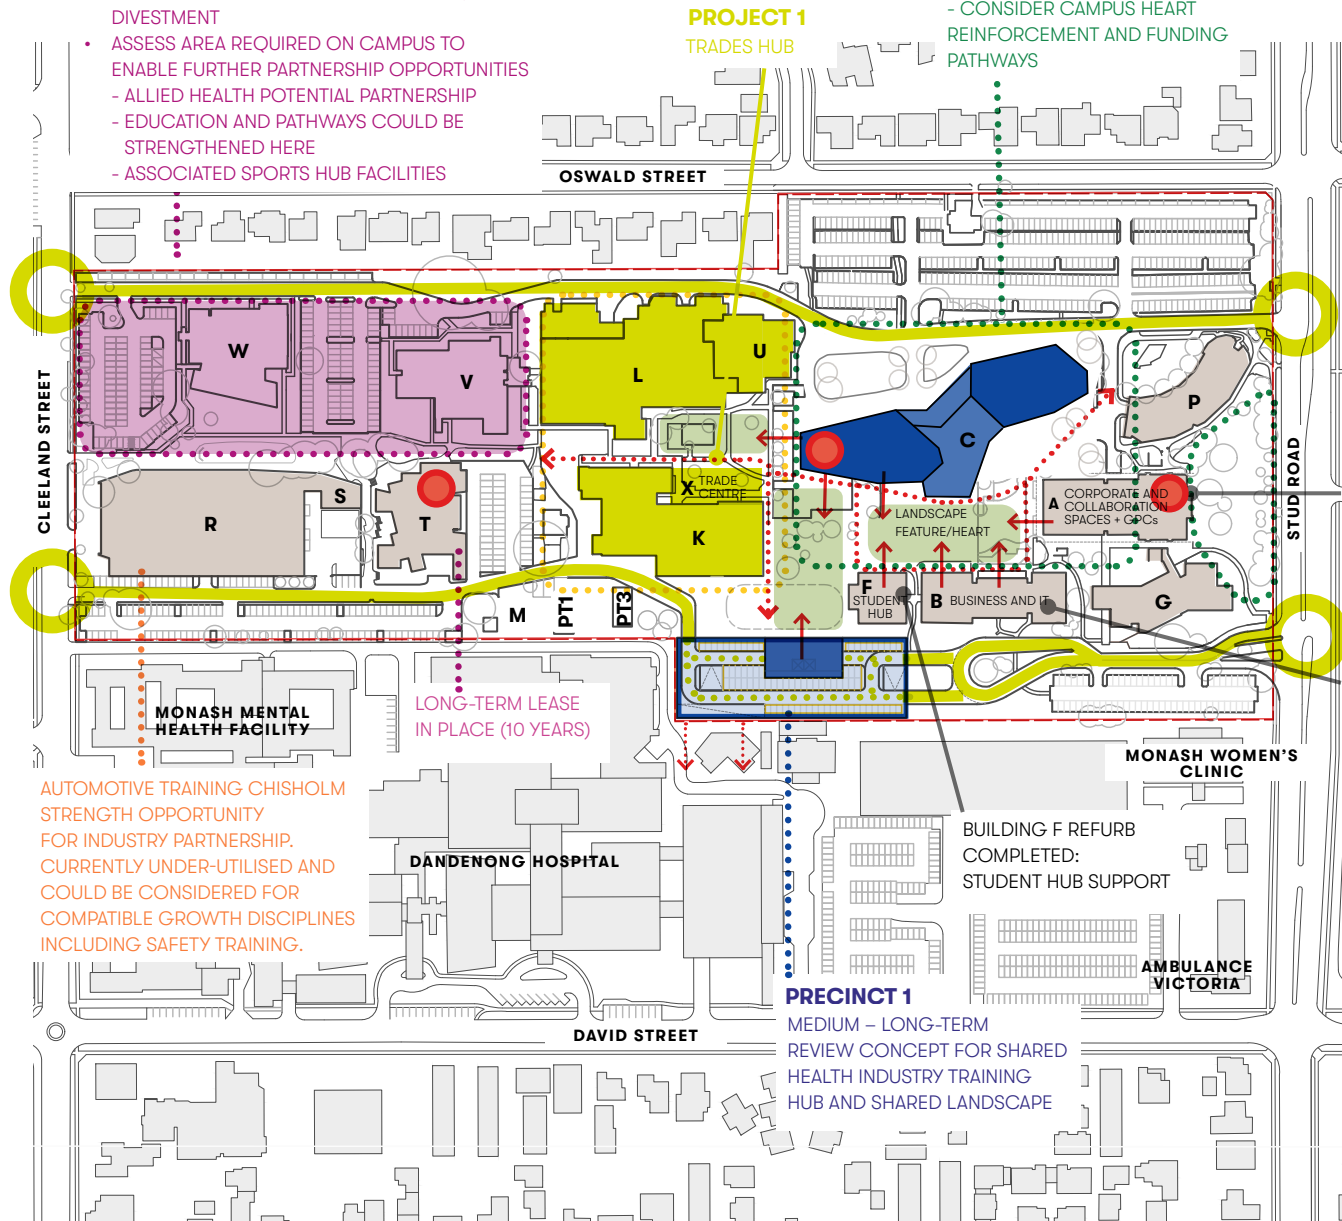 DIVESTMENT
• ASSESS AREA REQUIRED ON CAMPUS TO
ENABLE FURTHER PARTNERSHIP OPPORTUNITIES
- ALLIED HEALTH POTENTIAL PARTNERSHIP
- EDUCATION AND PATHWAYS COULD BE
STRENGTHENED HERE
- ASSOCIATED SPORTS HUB FACILITIES
PROJECT 1
TRADES HUB
- CONSIDER CAMPUS HEART
REINFORCEMENT AND FUNDING
PATHWAYS
OSWALD STREET
CLEELAND STREET
STUD ROAD
W
V
L
U
C
P
R
S
T
X TRADE
CENTRE
K
A CORPORATE AND
COLLABORATION
SPACES + GPCs
LANDSCAPE
FEATURE/HEART
F
STUDENT
HUB
B BUSINESS AND IT
G
M
PT1
PT3
MONASH MENTAL
HEALTH FACILITY
LONG-TERM LEASE
IN PLACE (10 YEARS)
MONASH WOMEN'S
CLINIC
AUTOMOTIVE TRAINING CHISHOLM
STRENGTH OPPORTUNITY
FOR INDUSTRY PARTNERSHIP.
CURRENTLY UNDER-UTILISED AND
COULD BE CONSIDERED FOR
COMPATIBLE GROWTH DISCIPLINES
INCLUDING SAFETY TRAINING.
DANDENONG HOSPITAL
BUILDING F REFURB
COMPLETED:
STUDENT HUB SUPPORT
AMBULANCE
VICTORIA
PRECINCT 1
MEDIUM – LONG-TERM
REVIEW CONCEPT FOR SHARED
HEALTH INDUSTRY TRAINING
HUB AND SHARED LANDSCAPE
DAVID STREET